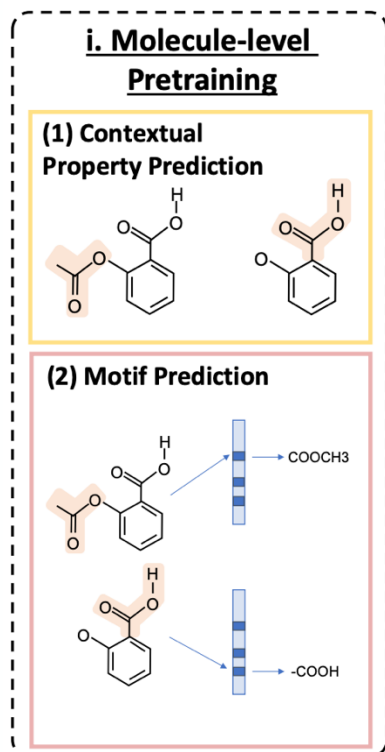 i. Molecule-level
Pretraining
(1) Contextual
Property Prediction
H
O
O
O
O
H
O
O
O
(2) Motif Prediction
H
O
O
O
O
COOCH3
H
O
O
O
-COOH